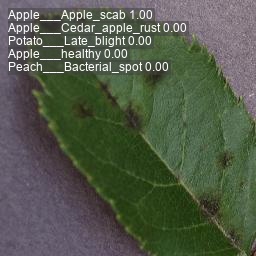 Apple___Apple_scab 1.00
Apple___Cedar_apple_rust 0.00
Potato___Late_blight 0.00
Apple___healthy 0.00
Peach___Bacterial_spot 0.00